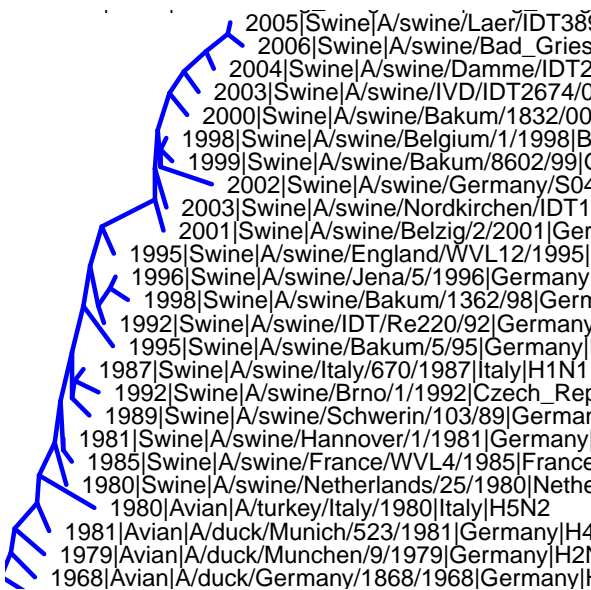 2005|Swine|A/swine/Laer/IDT389
2006|Swine|A/swine/Bad_Gries
2004|Swine|A/swine/Damme/IDT2
2003|Swine|A/swine/IVD/IDT2674/0
2000|Swine|A/swine/Bakum/1832/00
1998|Swine|A/swine/Belgium/1/1998|B
1999|Swine|A/swine/Bakum/8602/99|G
2002|Swine|A/swine/Germany/S04
2003|Swine|A/swine/Nordkirchen/IDT1
2001|Swine|A/swine/Belzig/2/2001|Ger
1995|Swine|A/swine/England/WVL12/1995|
1996|Swine|A/swine/Jena/5/1996|Germany
1998|Swine|A/swine/Bakum/1362/98|Germ
1992|Swine|A/swine/IDT/Re220/92|Germany
1995|Swine|A/swine/Bakum/5/95|Germany|
1987|Swine|A/swine/Italy/670/1987|Italy|H1N1
1992|Swine|A/swine/Brno/1/1992|Czech_Rep
1989|Swine|A/swine/Schwerin/103/89|German
1981|Swine|A/swine/Hannover/1/1981|Germany|
1985|Swine|A/swine/France/WVL4/1985|France
1980|Swine|A/swine/Netherlands/25/1980|Nethe
1980|Avian|A/turkey/Italy/1980|Italy|H5N2
1981|Avian|A/duck/Munich/523/1981|Germany|H4
1979|Avian|A/duck/Munchen/9/1979|Germany|H2N
1968|Avian|A/duck/Germany/1868/1968|Germany|H